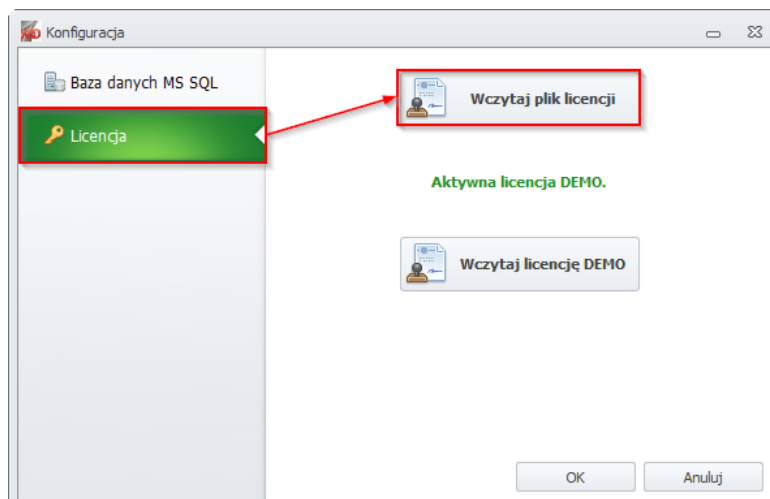 Konfiguracja
Baza danych MS SQL
Licencja
Wczytaj plik licencji
Aktywna licencja DEMO.
Wczytaj licencję DEMO
OK
Anuluj